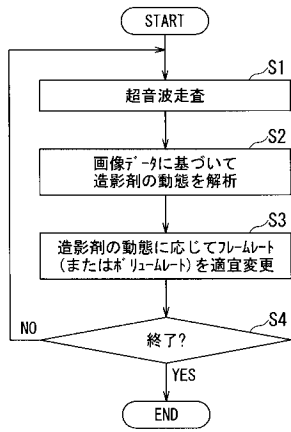 START
S1
超音波走査
S2
画像データに基づいて
造影剤の動態を解析
S3
造影剤の動態に応じてフレームレート
(またはボリュームレート)を適宜変更
S4
終了?
NO
YES
END